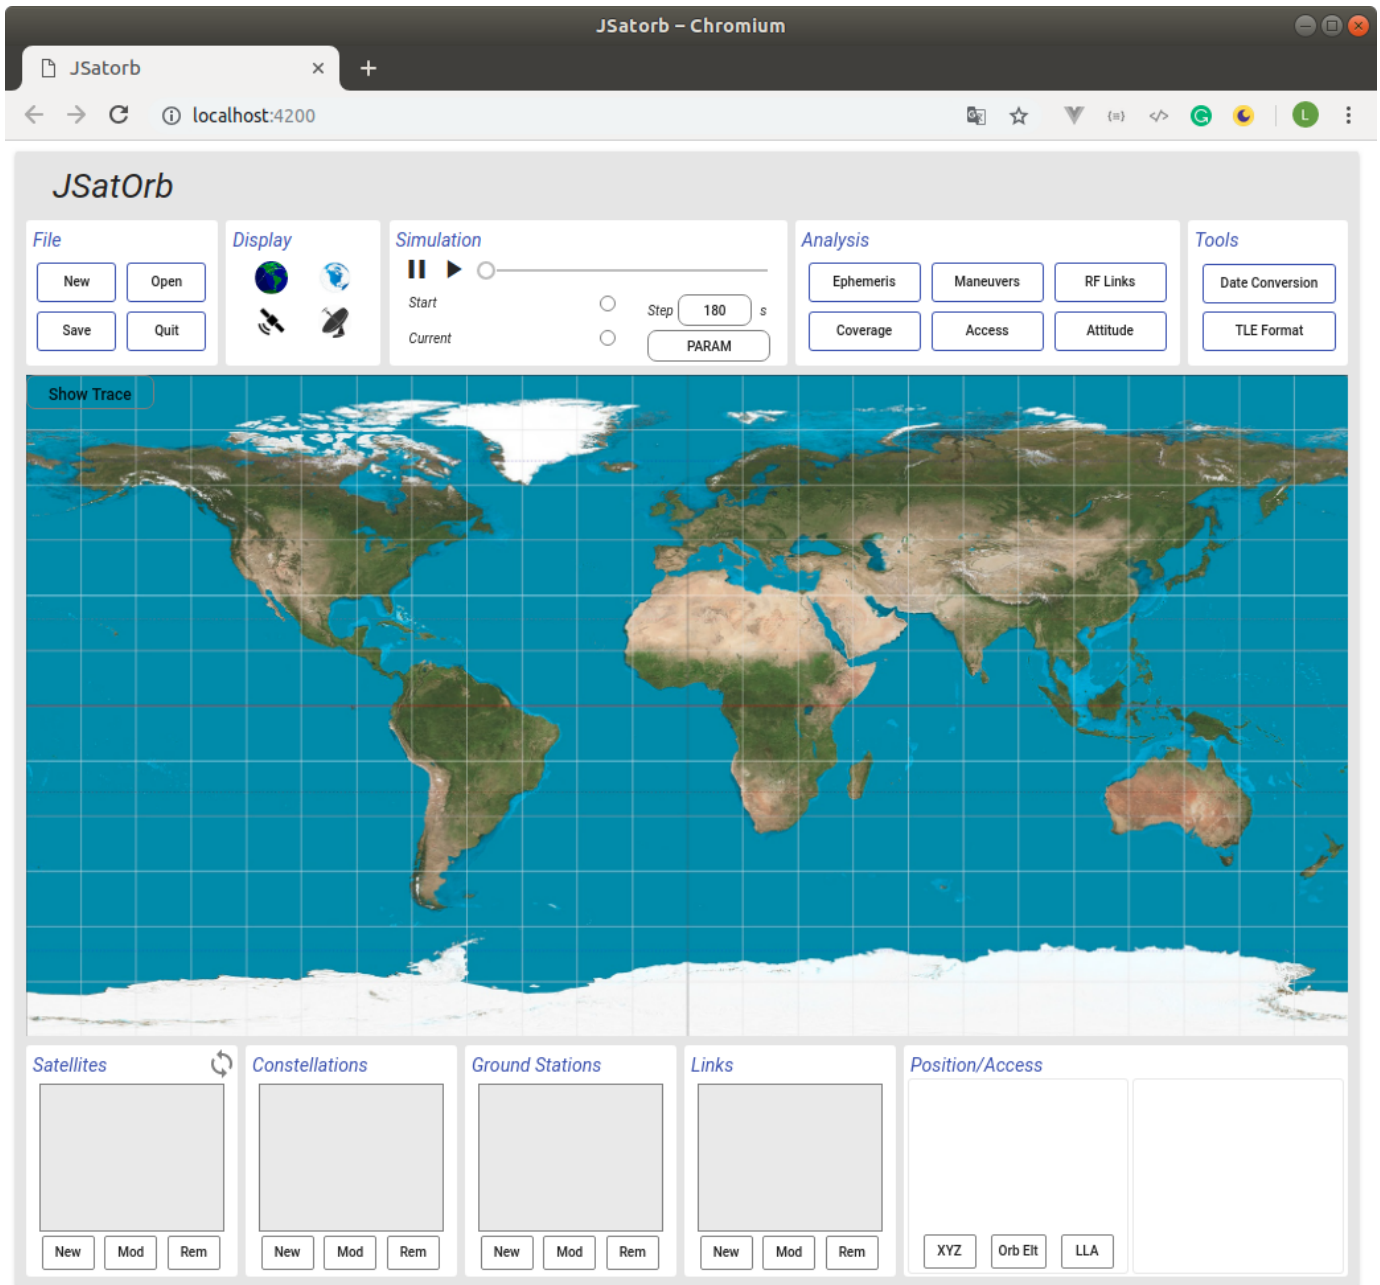 JSatorb – Chromium
JSatorb
localhost:4200
L
JSatOrb
File
Display
Simulation
Analysis
Tools
New Open
Ephemeris Maneuvers RF Links
Date Conversion
Start
Step 180 s
Save Quit
Coverage Access Attitude
TLE Format
Current
PARAM
Show Trace
Satellites
Constellations
Ground Stations
Links
Position/Access
New Mod Rem
New Mod Rem
New Mod Rem
New Mod Rem
XYZ Orb Elt LLA